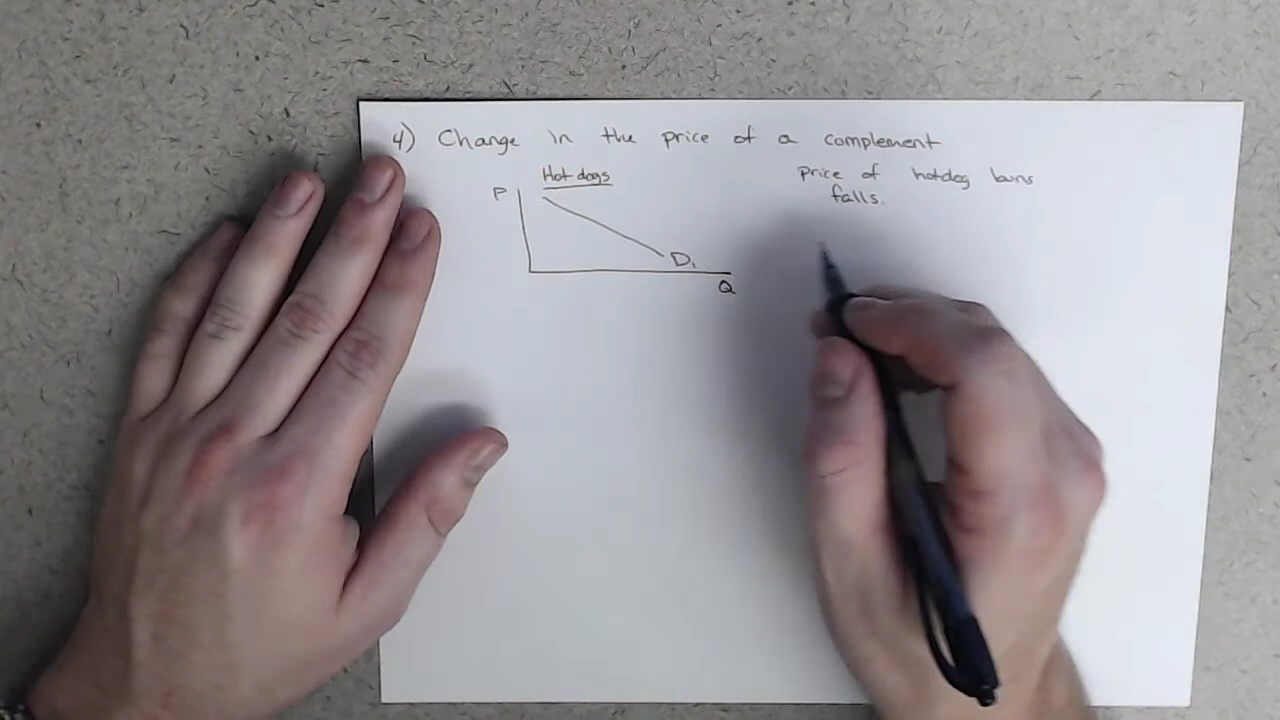 4) Change in the price of a complement
Hot dogs
price of hotdog buns
falls.
P
D₁
Q